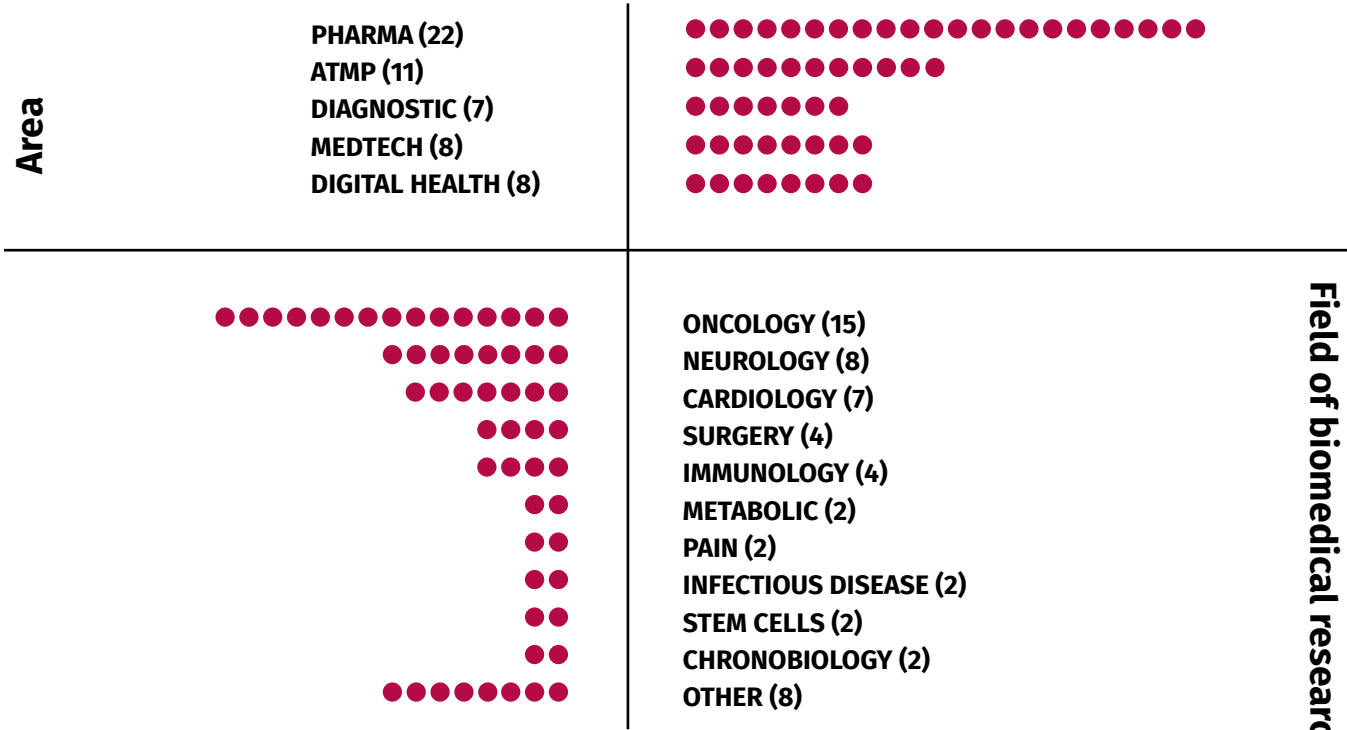 Area
PHARMA (22)
ATMP (11)
DIAGNOSTIC (7)
MEDTECH (8)
DIGITAL HEALTH (8)
ONCOLOGY (15)
NEUROLOGY (8)
CARDIOLOGY (7)
SURGERY (4)
IMMUNOLOGY (4)
METABOLIC (2)
PAIN (2)
INFECTIOUS DISEASE (2)
STEM CELLS (2)
CHRONOBIOLOGY (2)
OTHER (8)
Field of biomedical